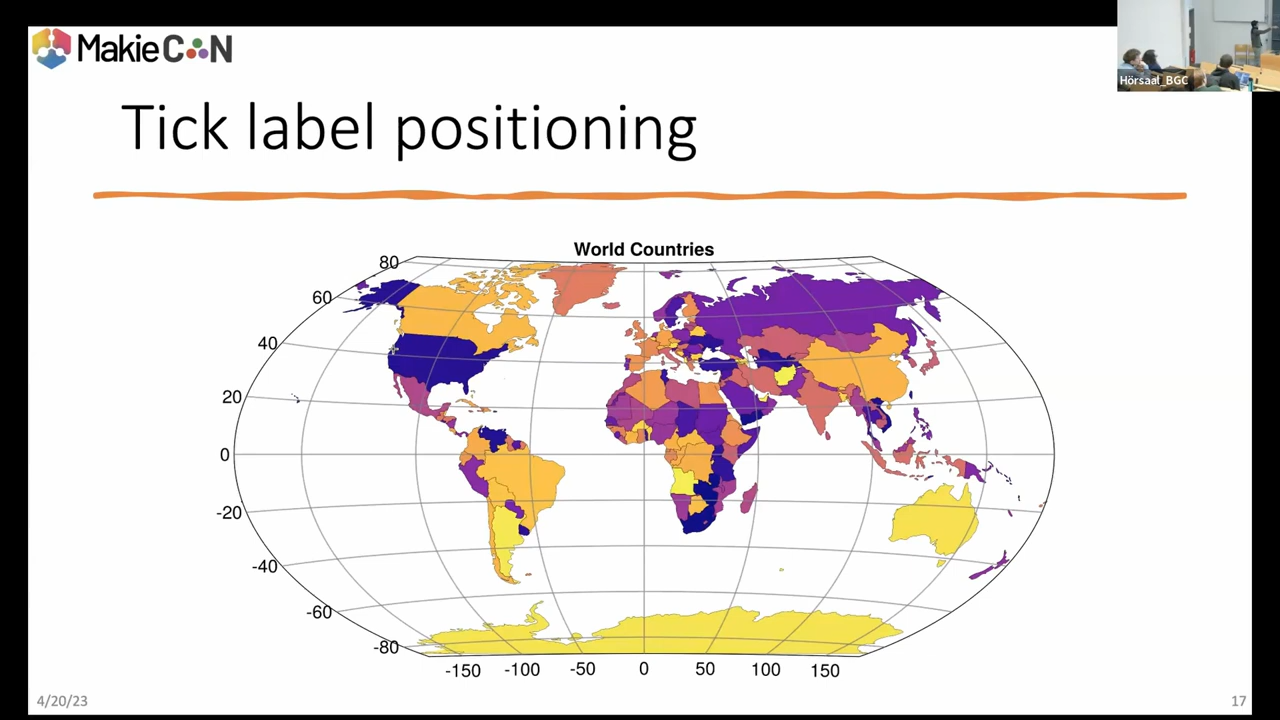 MakieCON
Hörsaal_BGC
Tick label positioning
World Countries
80
60
40
20
0
-20
-40
-60
-80
-150 -100 -50 0 50 100 150
4/20/23
17